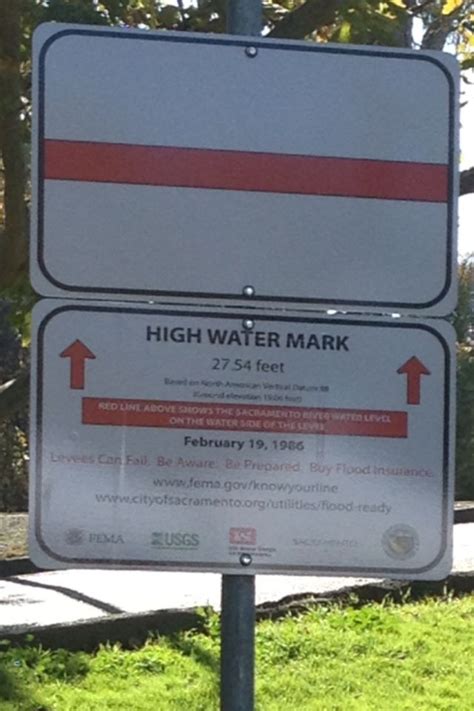 HIGH WATER MARK
27.54 feet
Based on North American Vertical Datum 88
RED LINE ABOVE SHOWS THE SACRAMENTO RIVER WATER LEVEL
ON THE WATER SIDE OF THE LEVEE
February 19, 1986
Levees Can Fail. Be Aware. Be Prepared. Buy Flood Insurance.
www.fema.gov/knowyourline
www.cityofsacramento.org/utilities/flood-ready
FEMA
USGS
SACRAMENTO